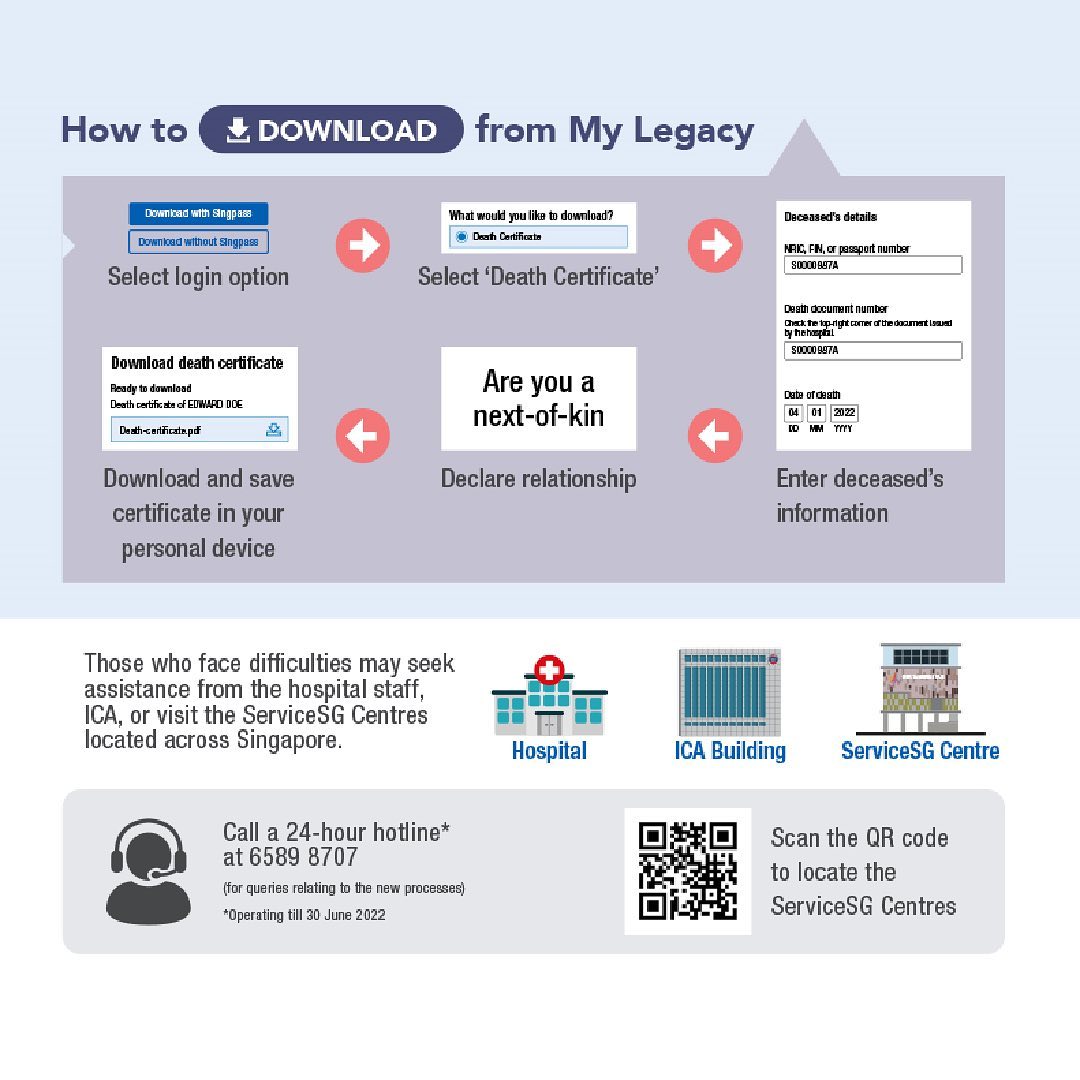 How to DOWNLOAD from My Legacy
Download with Singpass
Download without Singpass
Select login option
What would you like to download?
Death Certificate
Select ‘Death Certificate’
Deceased's details
NRIC, FIN, or passport number
S0000997A
Death document number
Check the top-right corner of the document issued
by the hospital.
S0000997A
Date of death
04 01 2022
DD MM YYYY
Enter deceased’s
information
Are you a
next-of-kin
Declare relationship
Download death certificate
Ready to download
Death certificate of EDWARD DOE
Death-certificate.pdf
Download and save
certificate in your
personal device
Those who face difficulties may seek
assistance from the hospital staff,
ICA, or visit the ServiceSG Centres
located across Singapore.
Hospital
ICA Building
ServiceSG Centre
Call a 24-hour hotline*
at 6589 8707
(for queries relating to the new processes)
*Operating till 30 June 2022
Scan the QR code
to locate the
ServiceSG Centres